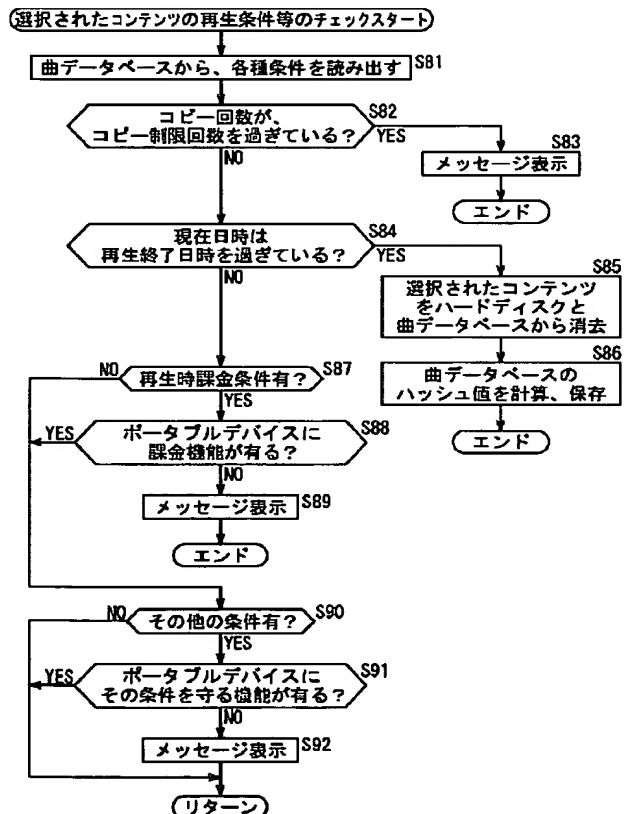 選択されたコンテンツの再生条件等のチェックスタート
曲データベースから、各種条件を読み出す S81
コピー回数が、
コピー制限回数を過ぎている?
S82
YES
NO
S83
メッセージ表示
エンド
現在日時は
再生終了日時を過ぎている?
S84
YES
NO
S85
選択されたコンテンツ
をハードディスクと
曲データベースから消去
S86
曲データベースの
ハッシュ値を計算、保存
エンド
NO
再生時課金条件有?
S87
YES
YES
ポータブルデバイスに
課金機能が有る?
S88
NO
メッセージ表示
S89
エンド
NO
その他の条件有?
S90
YES
YES
ポータブルデバイスに
その条件を守る機能が有る?
S91
NO
メッセージ表示
S92
リターン